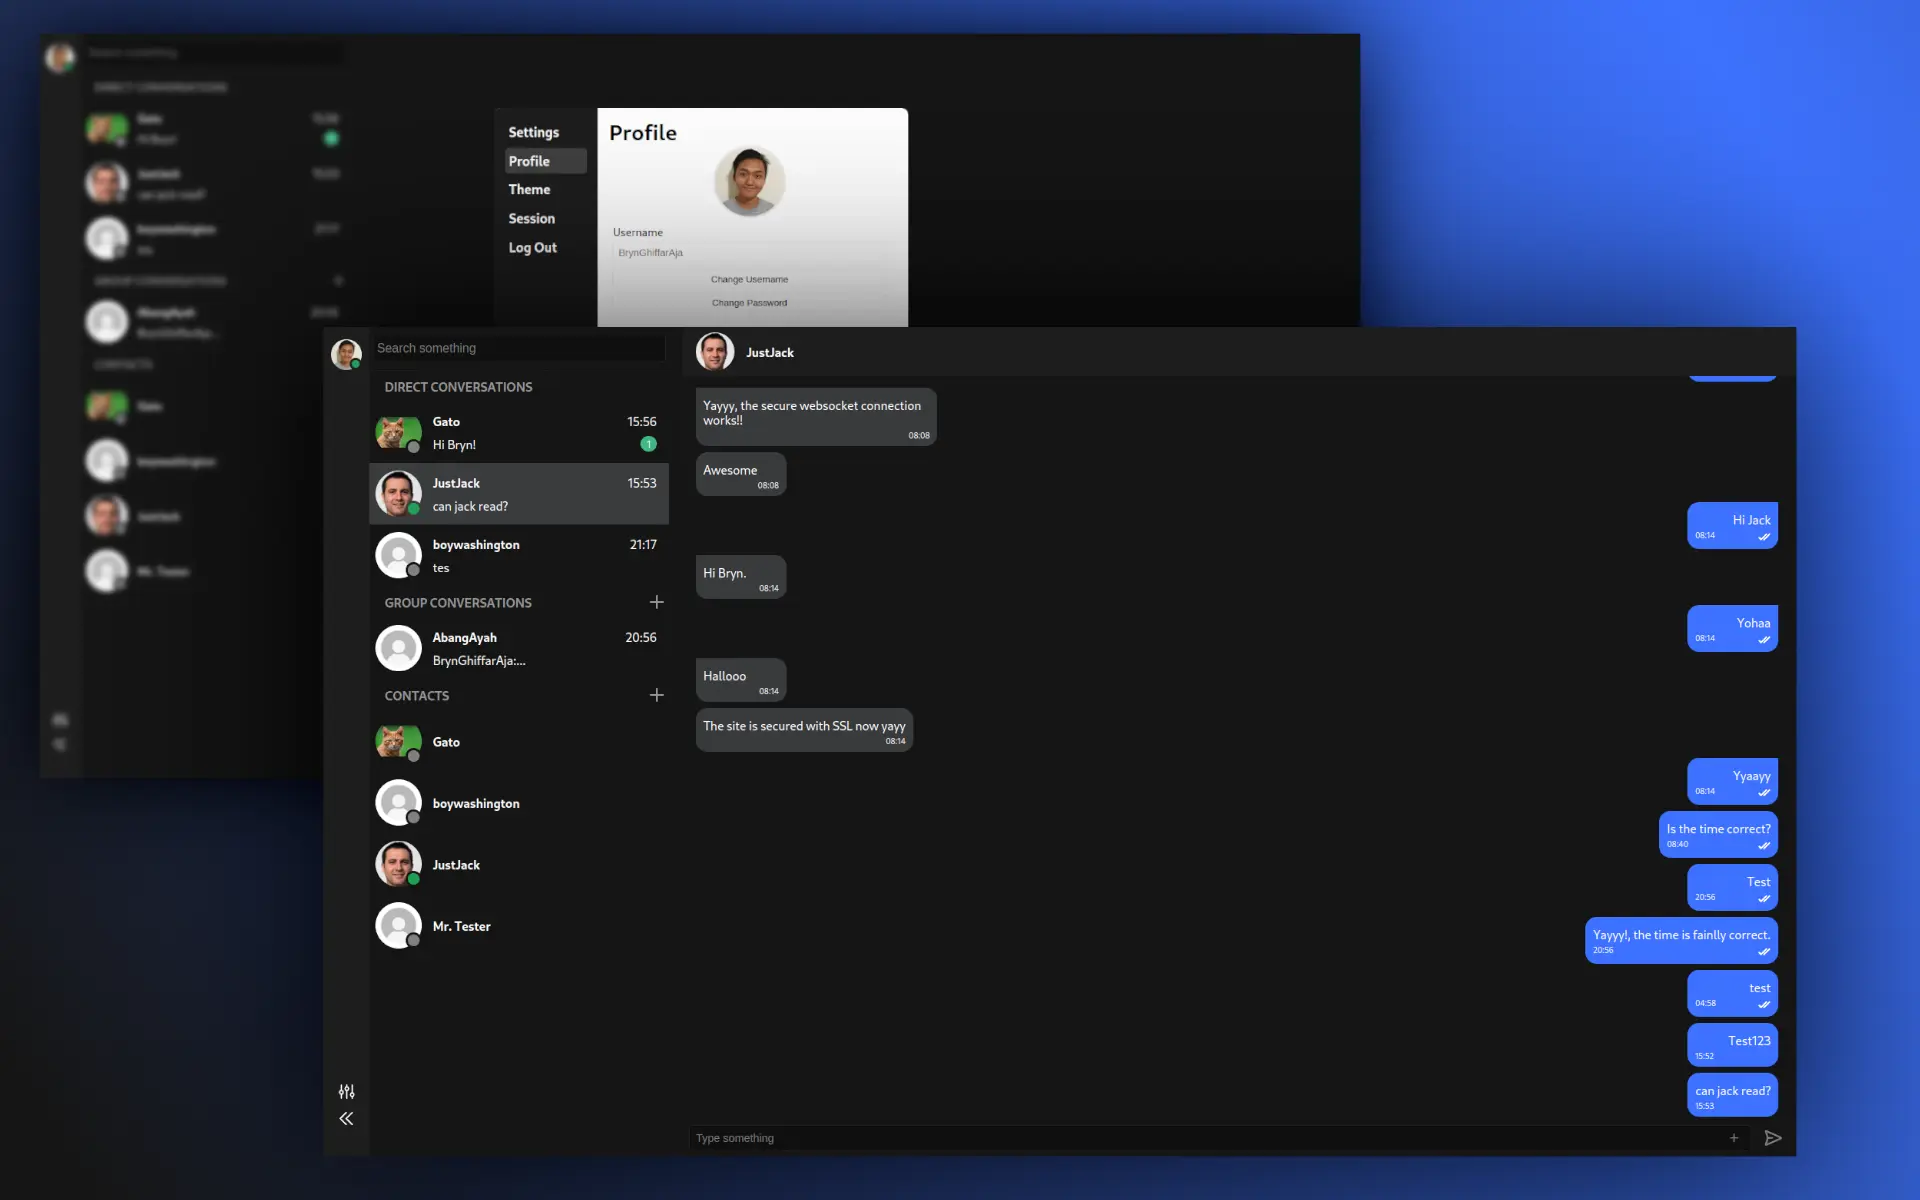 Settings
Profile
Theme
Session
Log Out
Profile
Username
BrynGhiffarAja
Change Username
Change Password
Search something
DIRECT CONVERSATIONS
Gato
15:56
Hi Bryn!
1
JustJack
15:53
can jack read?
boywashington
21:17
tes
GROUP CONVERSATIONS
AbangAyah
20:56
BrynGhiffarAja:...
CONTACTS
Gato
boywashington
JustJack
Mr. Tester
JustJack
Yayyy, the secure websocket connection
works!!
08:08
Awesome
08:08
Hi Jack
08:14
Hi Bryn.
08:14
Yohaa
08:14
Hallooo
08:14
The site is secured with SSL now yayy
08:14
Yyaayy
08:14
Is the time correct?
08:40
Test
20:56
Yayyy!, the time is fainlly correct.
20:56
test
04:58
Test123
15:52
can jack read?
15:53
Type something